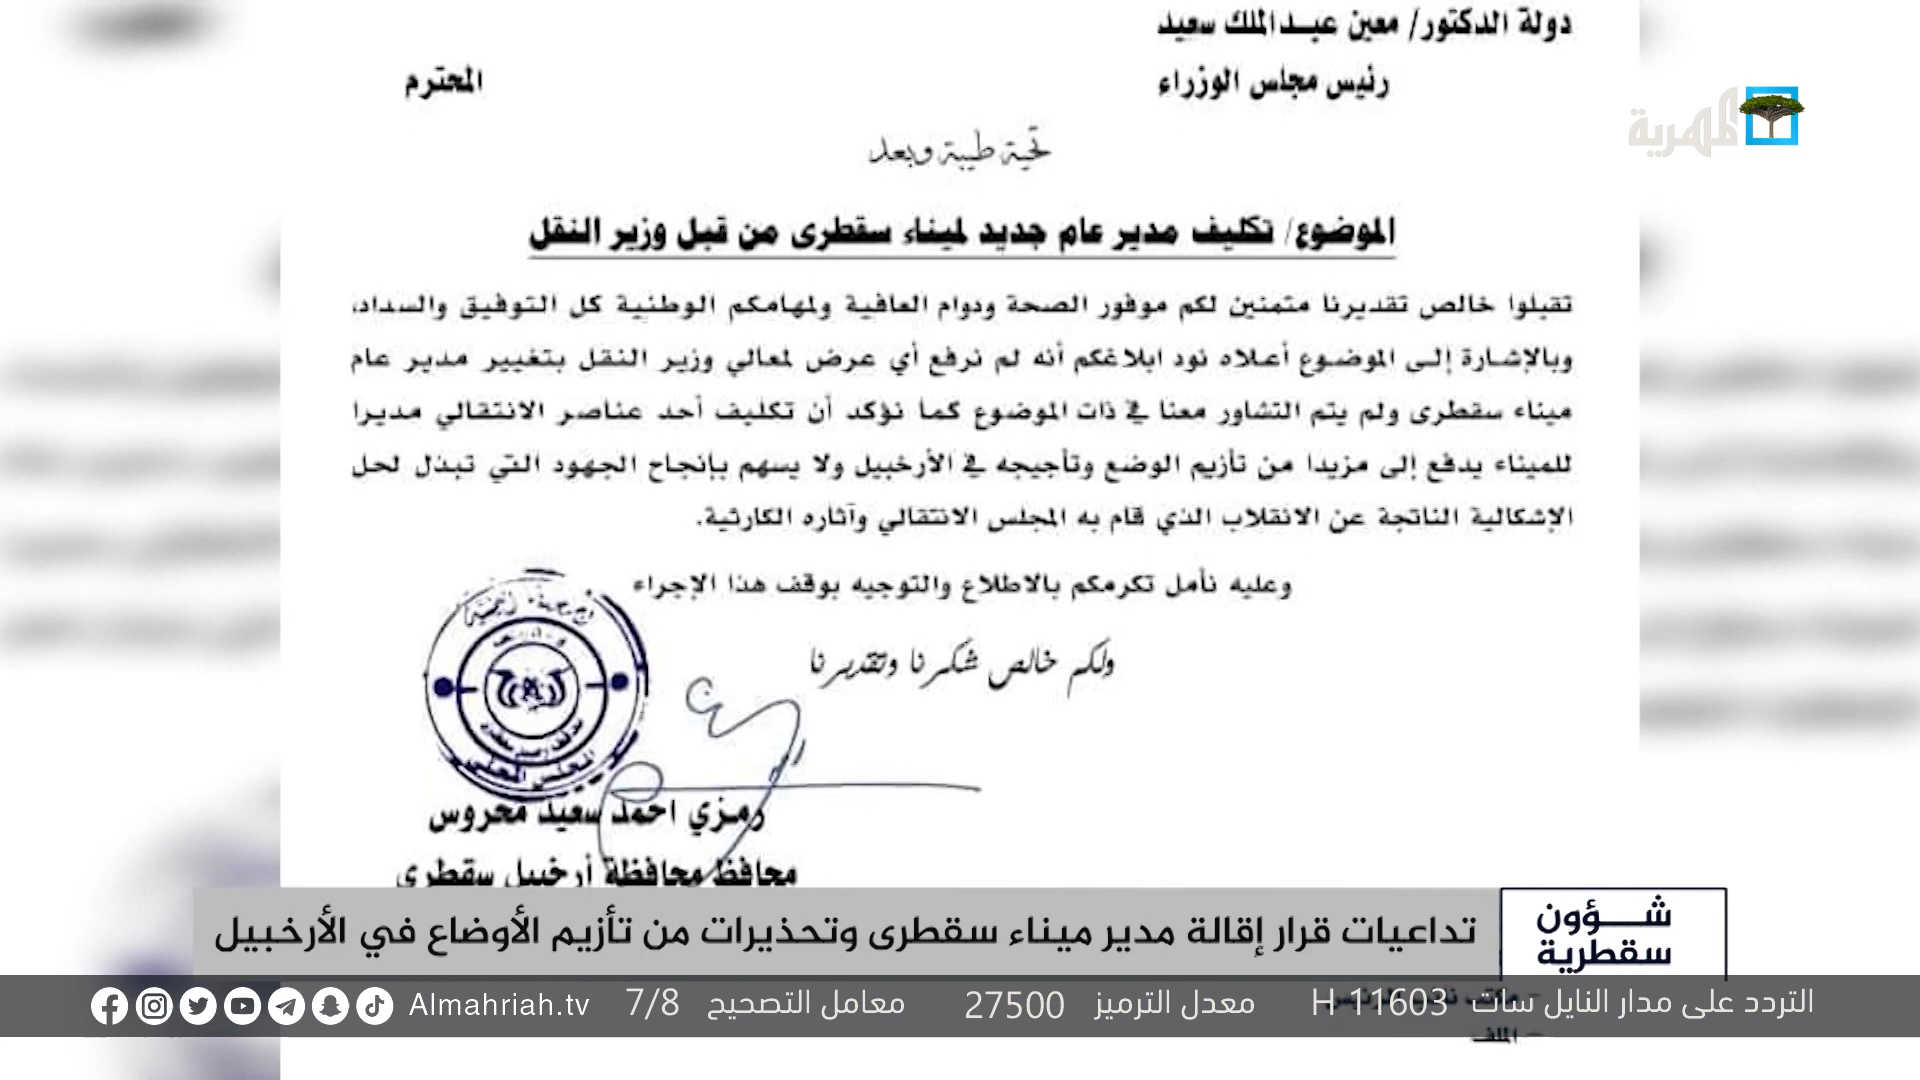 دولة الدكتور/ معين عبدالملك سعيد
رئيس مجلس الوزراء المحترم
المهرية
تحية طيبة وبعد
الموضوع/ تكليف مدير عام جديد لميناء سقطرى من قبل وزير النقل
تقبلوا خالص تقديرنا متمنين لكم موفور الصحة ودوام العافية ولمهامكم الوطنية كل التوفيق والسداد،
وبالإشارة إلى الموضوع أعلاه نود ابلاغكم أنه لم نرفع أي عرض لمعالي وزير النقل بتغيير مدير عام
ميناء سقطرى ولم يتم التشاور معنا في ذات الموضوع كما نؤكد أن تكليف أحد عناصر الانتقالي مديرا
للميناء يدفع إلى مزيدا من تأزيم الوضع وتأجيجه في الأرخبيل ولا يسهم بإنجاح الجهود التي تبذل لحل
الإشكالية الناتجة عن الانقلاب الذي قام به المجلس الانتقالي وآثاره الكارثية.
وعليه نأمل تكرمكم بالاطلاع والتوجيه بوقف هذا الإجراء
ولكم خالص شكرنا وتقديرنا
المجلس المحلي
رمزي احمد سعيد محروس
محافظ محافظة أرخبيل سقطرى
شؤون
سقطرية
تداعيات قرار إقالة مدير ميناء سقطرى وتحذيرات من تأزيم الأوضاع في الأرخبيل
التردد على مدار النايل سات H 11603 معدل الترميز 27500 معامل التصحيح 7/8 Almahriah.tv
- الملف